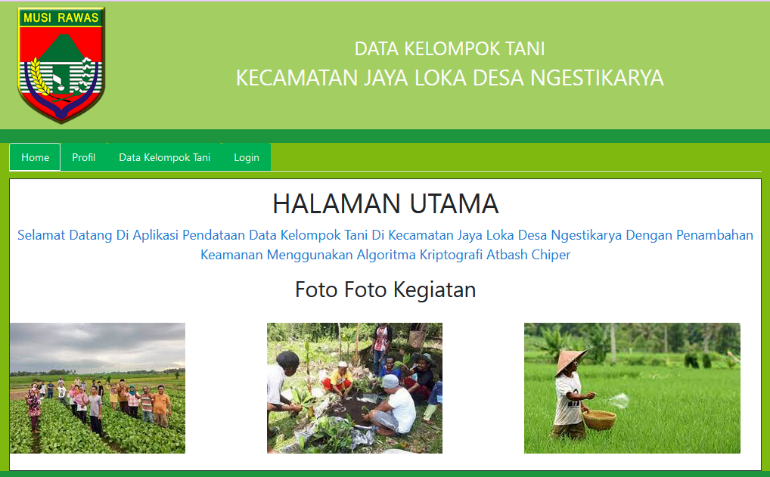 MUSI RAWAS
DATA KELOMPOK TANI
KECAMATAN JAYA LOKA DESA NGESTIKARYA
Home Profil Data Kelompok Tani Login
HALAMAN UTAMA
Selamat Datang Di Aplikasi Pendataan Data Kelompok Tani Di Kecamatan Jaya Loka Desa Ngestikarya Dengan Penambahan
Keamanan Menggunakan Algoritma Kriptografi Atbash Chiper
Foto Foto Kegiatan